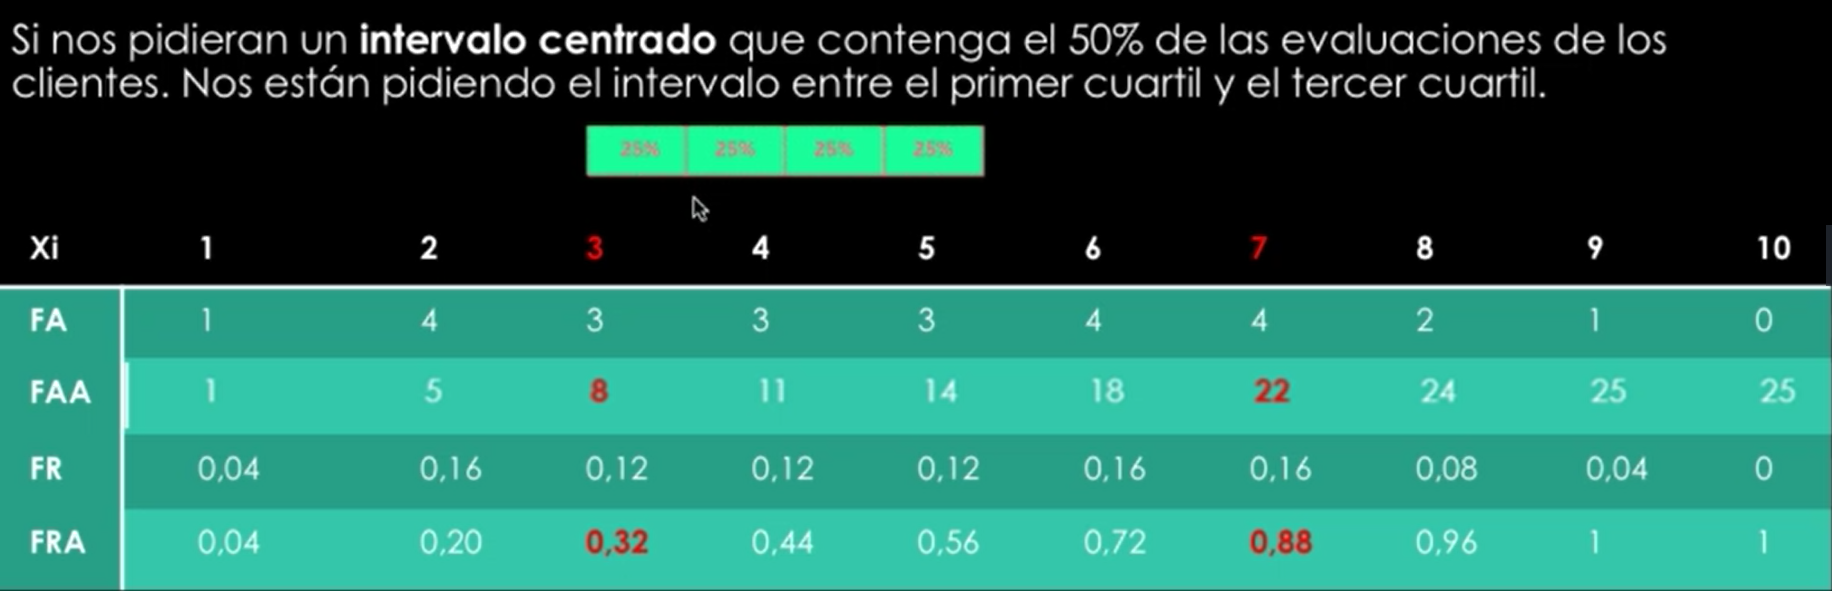 Si nos pidieran un intervalo centrado que contenga el 50% de las evaluaciones de los
clientes. Nos están pidiendo el intervalo entre el primer cuartil y el tercer cuartil.
25% 25% 25% 25%
Xi 1 2 3 4 5 6 7 8 9 10
FA 1 4 3 3 3 4 4 2 1 0
FAA 1 5 8 11 14 18 22 24 25 25
FR 0,04 0,16 0,12 0,12 0,12 0,16 0,16 0,08 0,04 0
FRA 0,04 0,20 0,32 0,44 0,56 0,72 0,88 0,96 1 1